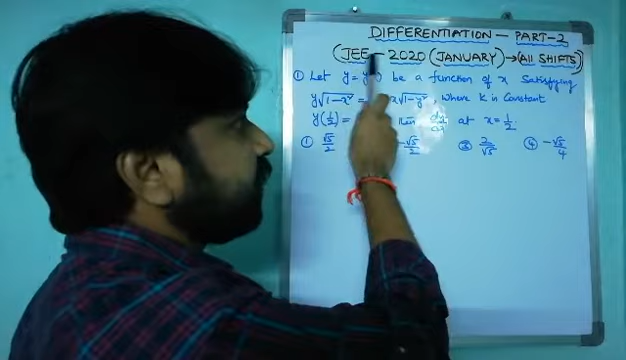 DIFFERENTIATION - PART-2
(JEE - 2020 (JANUARY) → (All SHIFTS)
① Let y = y be a function of x Satisfying
y√1-x² = x√1-y², where K is Constant
y(1/2) = then dy/dx at x = 1/2
① √5/2 -√5/2 ③ 2/√5 ④ -√5/4